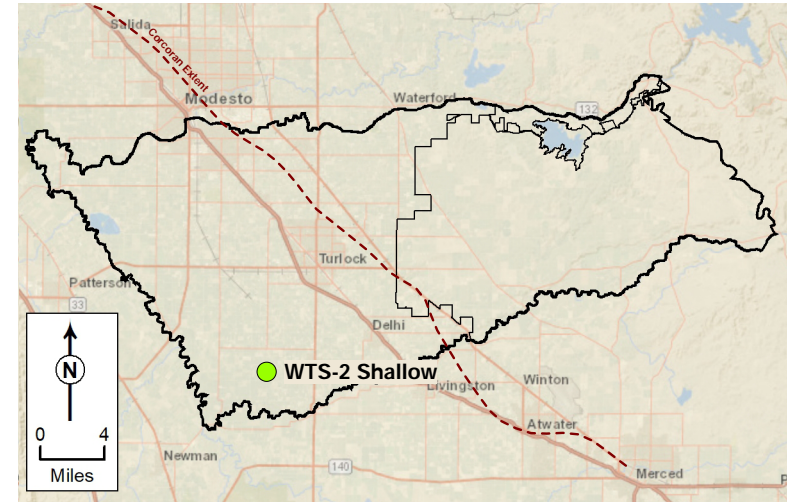 Salida
Corcoran Extent
Modesto
Waterford
132
Turlock
Patterson
33
Delhi
N
WTS-2 Shallow
Livingston
Winton
0 4
Miles
Atwater
Newman
140
Merced
P